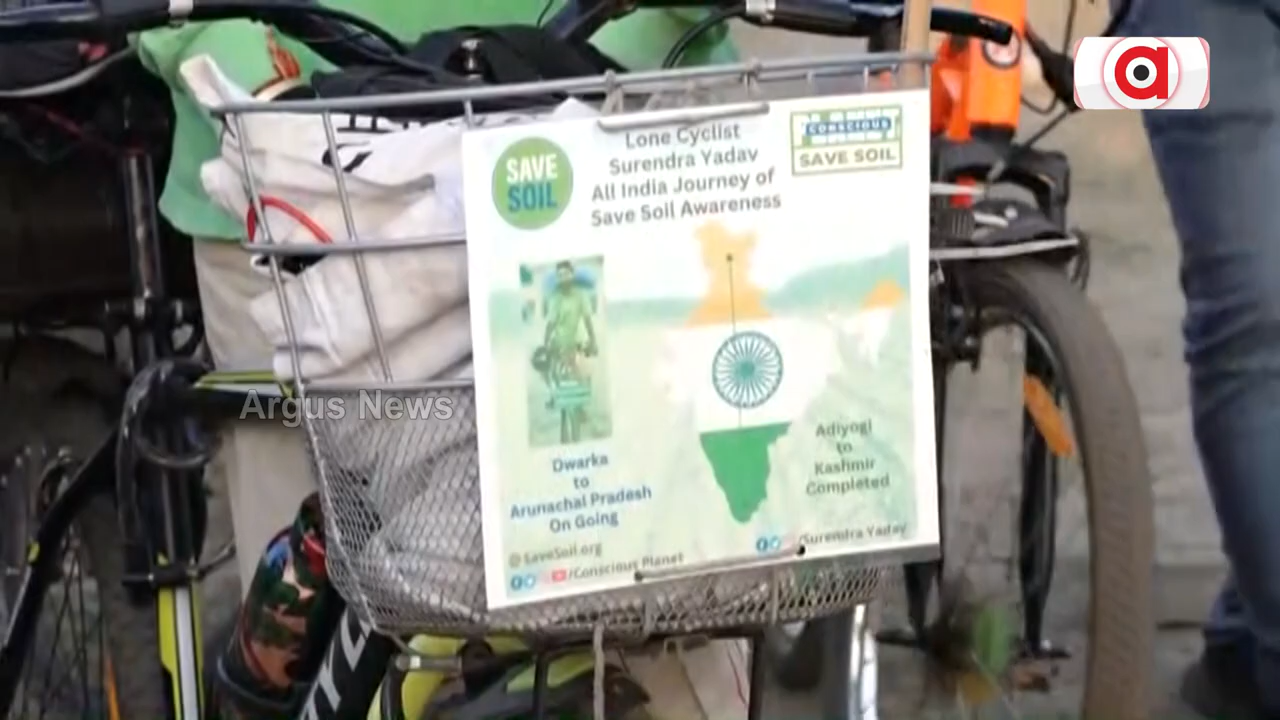 a
SAVE
SOIL
Lone Cyclist
Surendra Yadav
All India Journey of
Save Soil Awareness
CONSCIOUS
SAVE SOIL
Dwarka
to
Arunachal Pradesh
On Going
Adiyogi
to
Kashmir
Completed
@SaveSoil.org
/Conscious Planet
/Surendra Yadav
Argus News